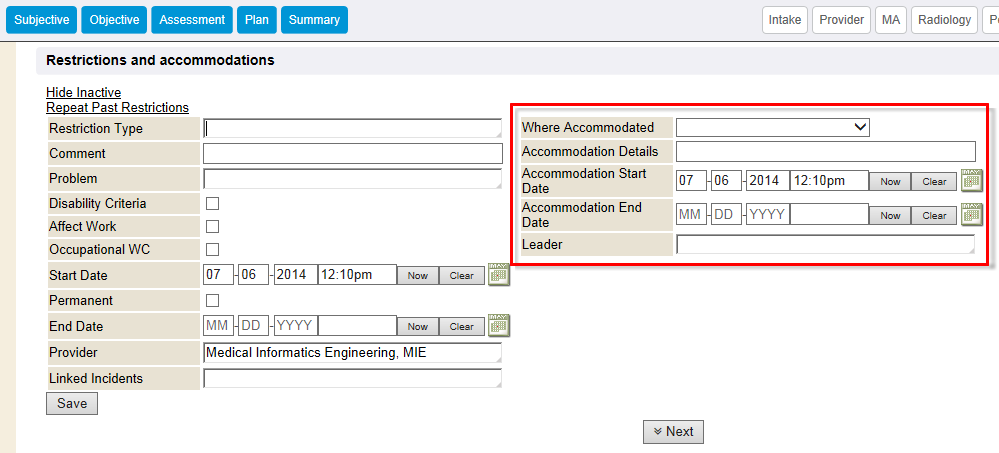 Subjective Objective Assessment Plan Summary Intake Provider MA Radiology
Restrictions and accommodations
Hide Inactive
Repeat Past Restrictions
Restriction Type
Comment
Problem
Disability Criteria
Affect Work
Occupational WC
Start Date 07 - 06 - 2014 12:10pm Now Clear MAY
Permanent
End Date MM - DD - YYYY Now Clear MAY
Provider Medical Informatics Engineering, MIE
Linked Incidents
Save
Where Accommodated
Accommodation Details
Accommodation Start
Date 07 - 06 - 2014 12:10pm Now Clear MAY
Accommodation End
Date MM - DD - YYYY Now Clear MAY
Leader
Next